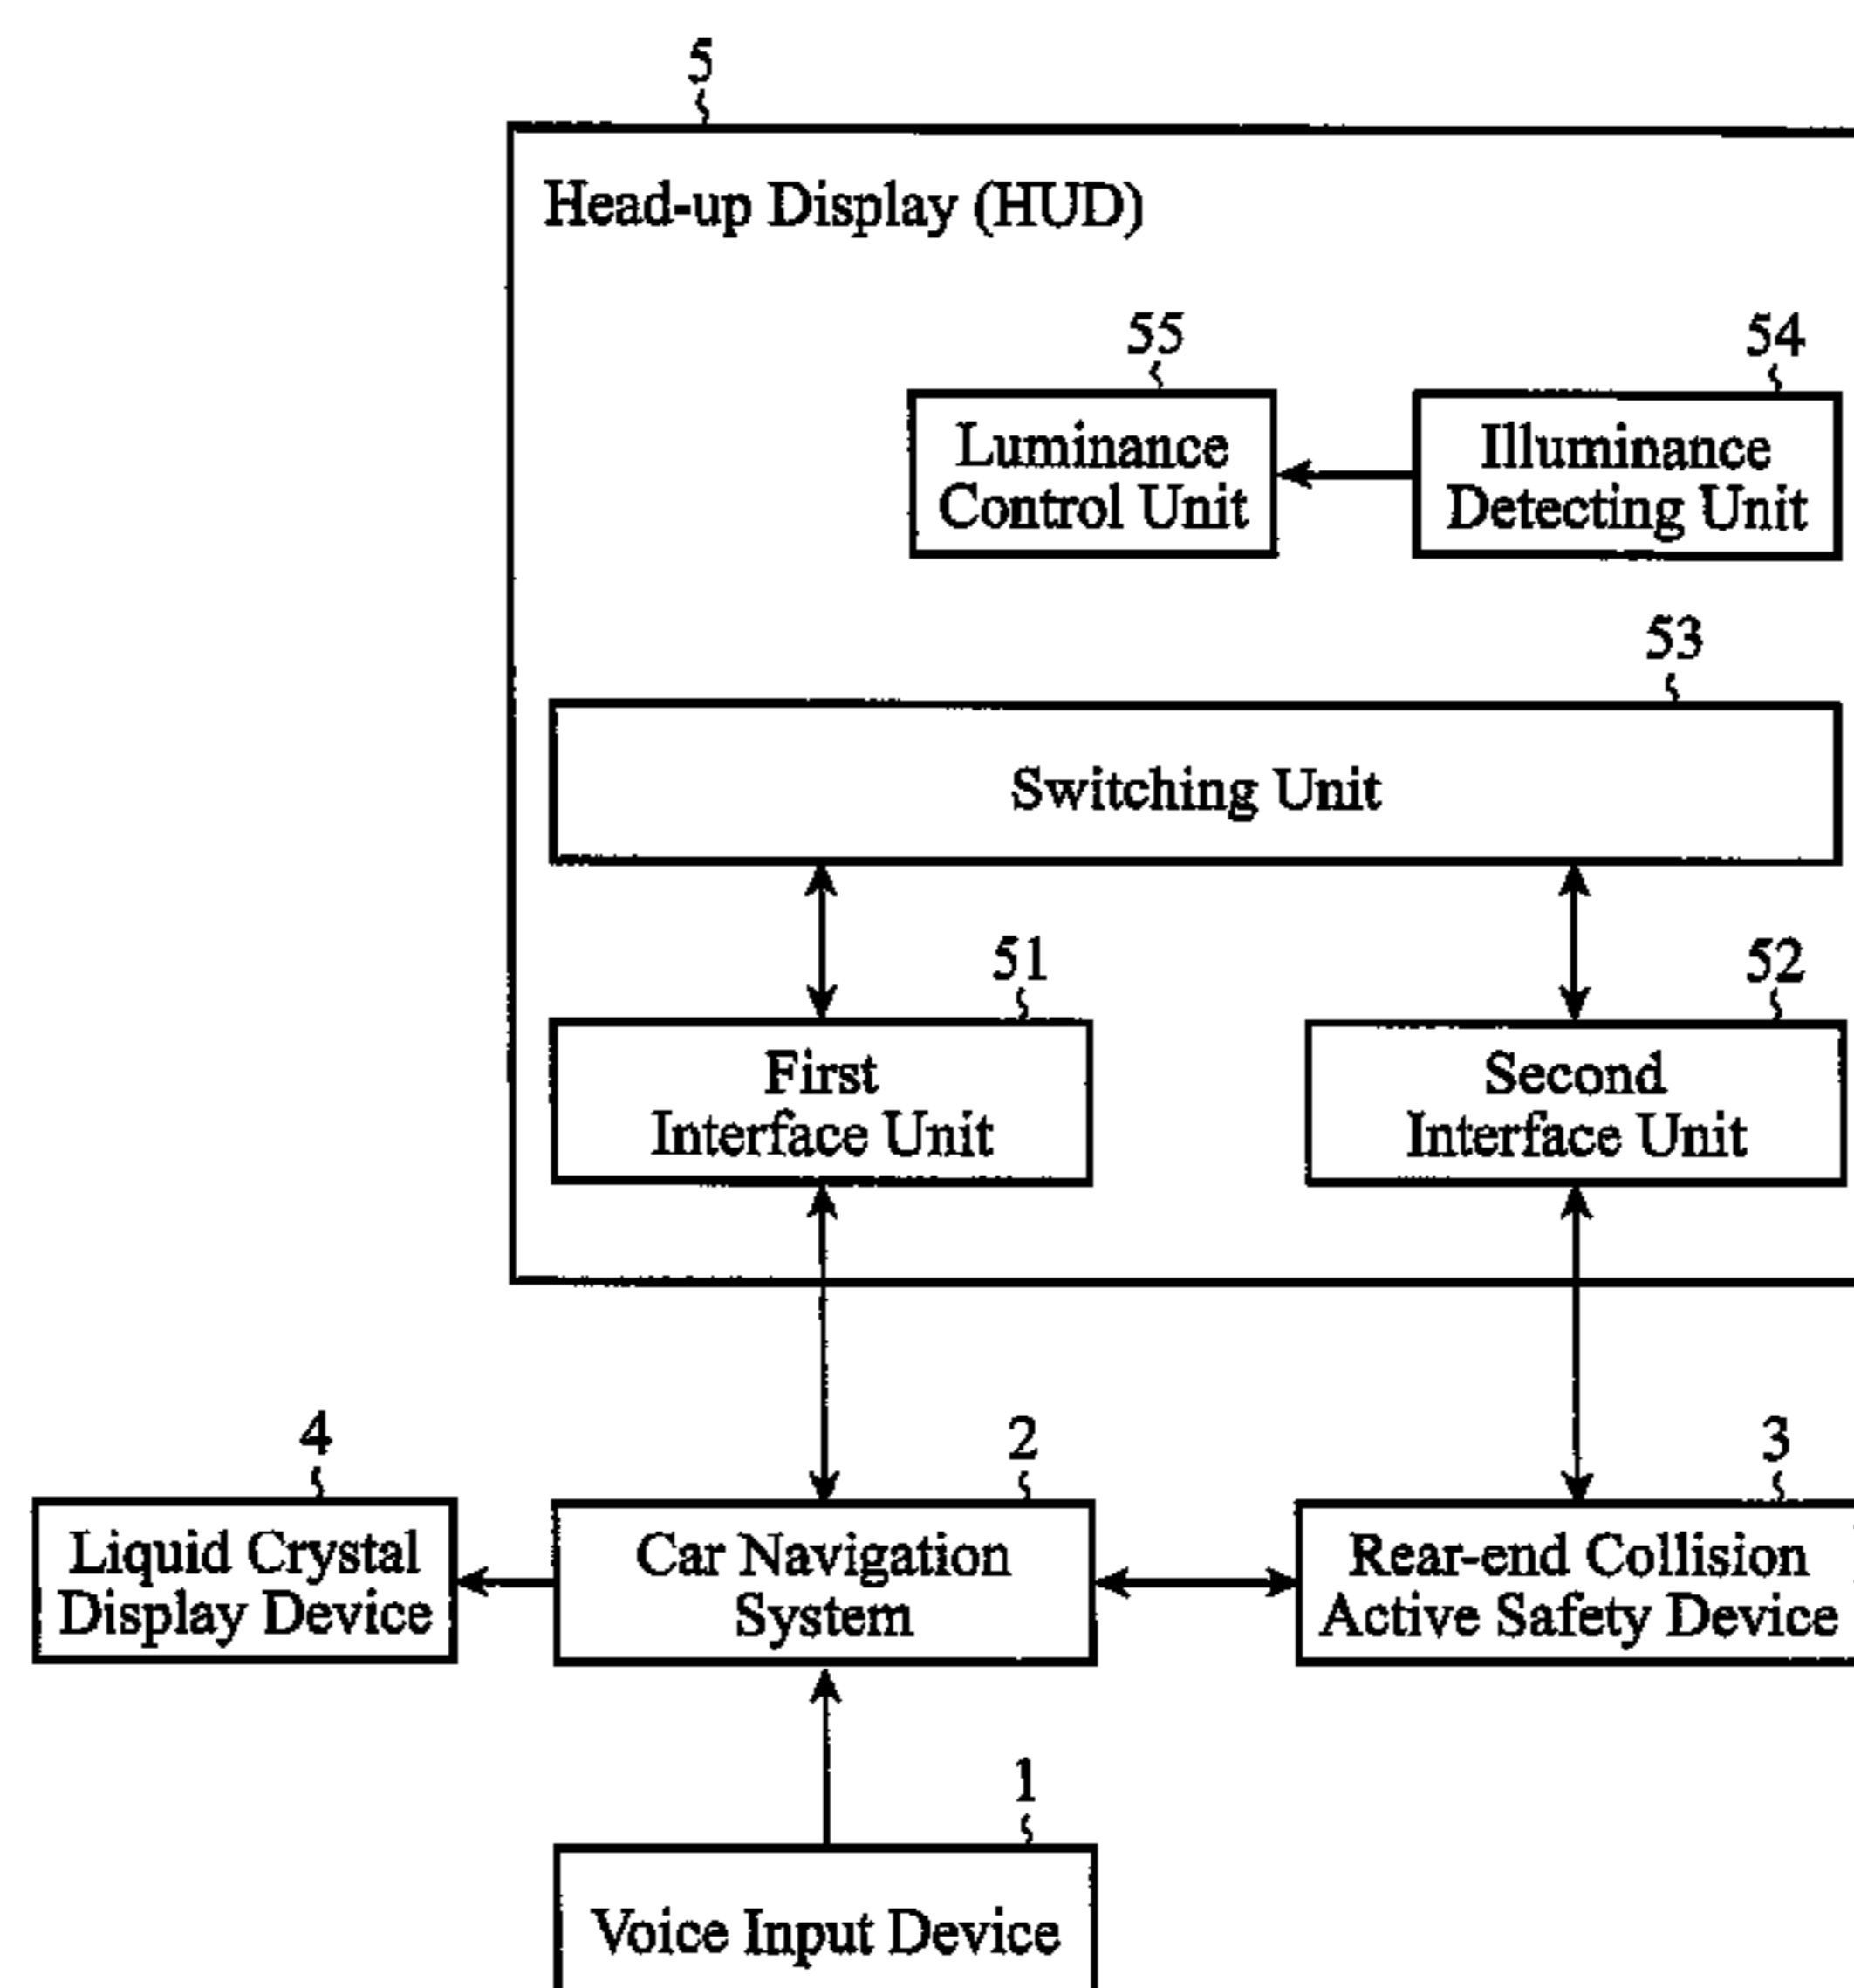 5
Head-up Display (HUD)
55
54
Luminance
Control Unit
Illuminance
Detecting Unit
53
Switching Unit
51
52
First
Interface Unit
Second
Interface Unit
4
2
3
Liquid Crystal
Display Device
Car Navigation
System
Rear-end Collision
Active Safety Device
1
Voice Input Device